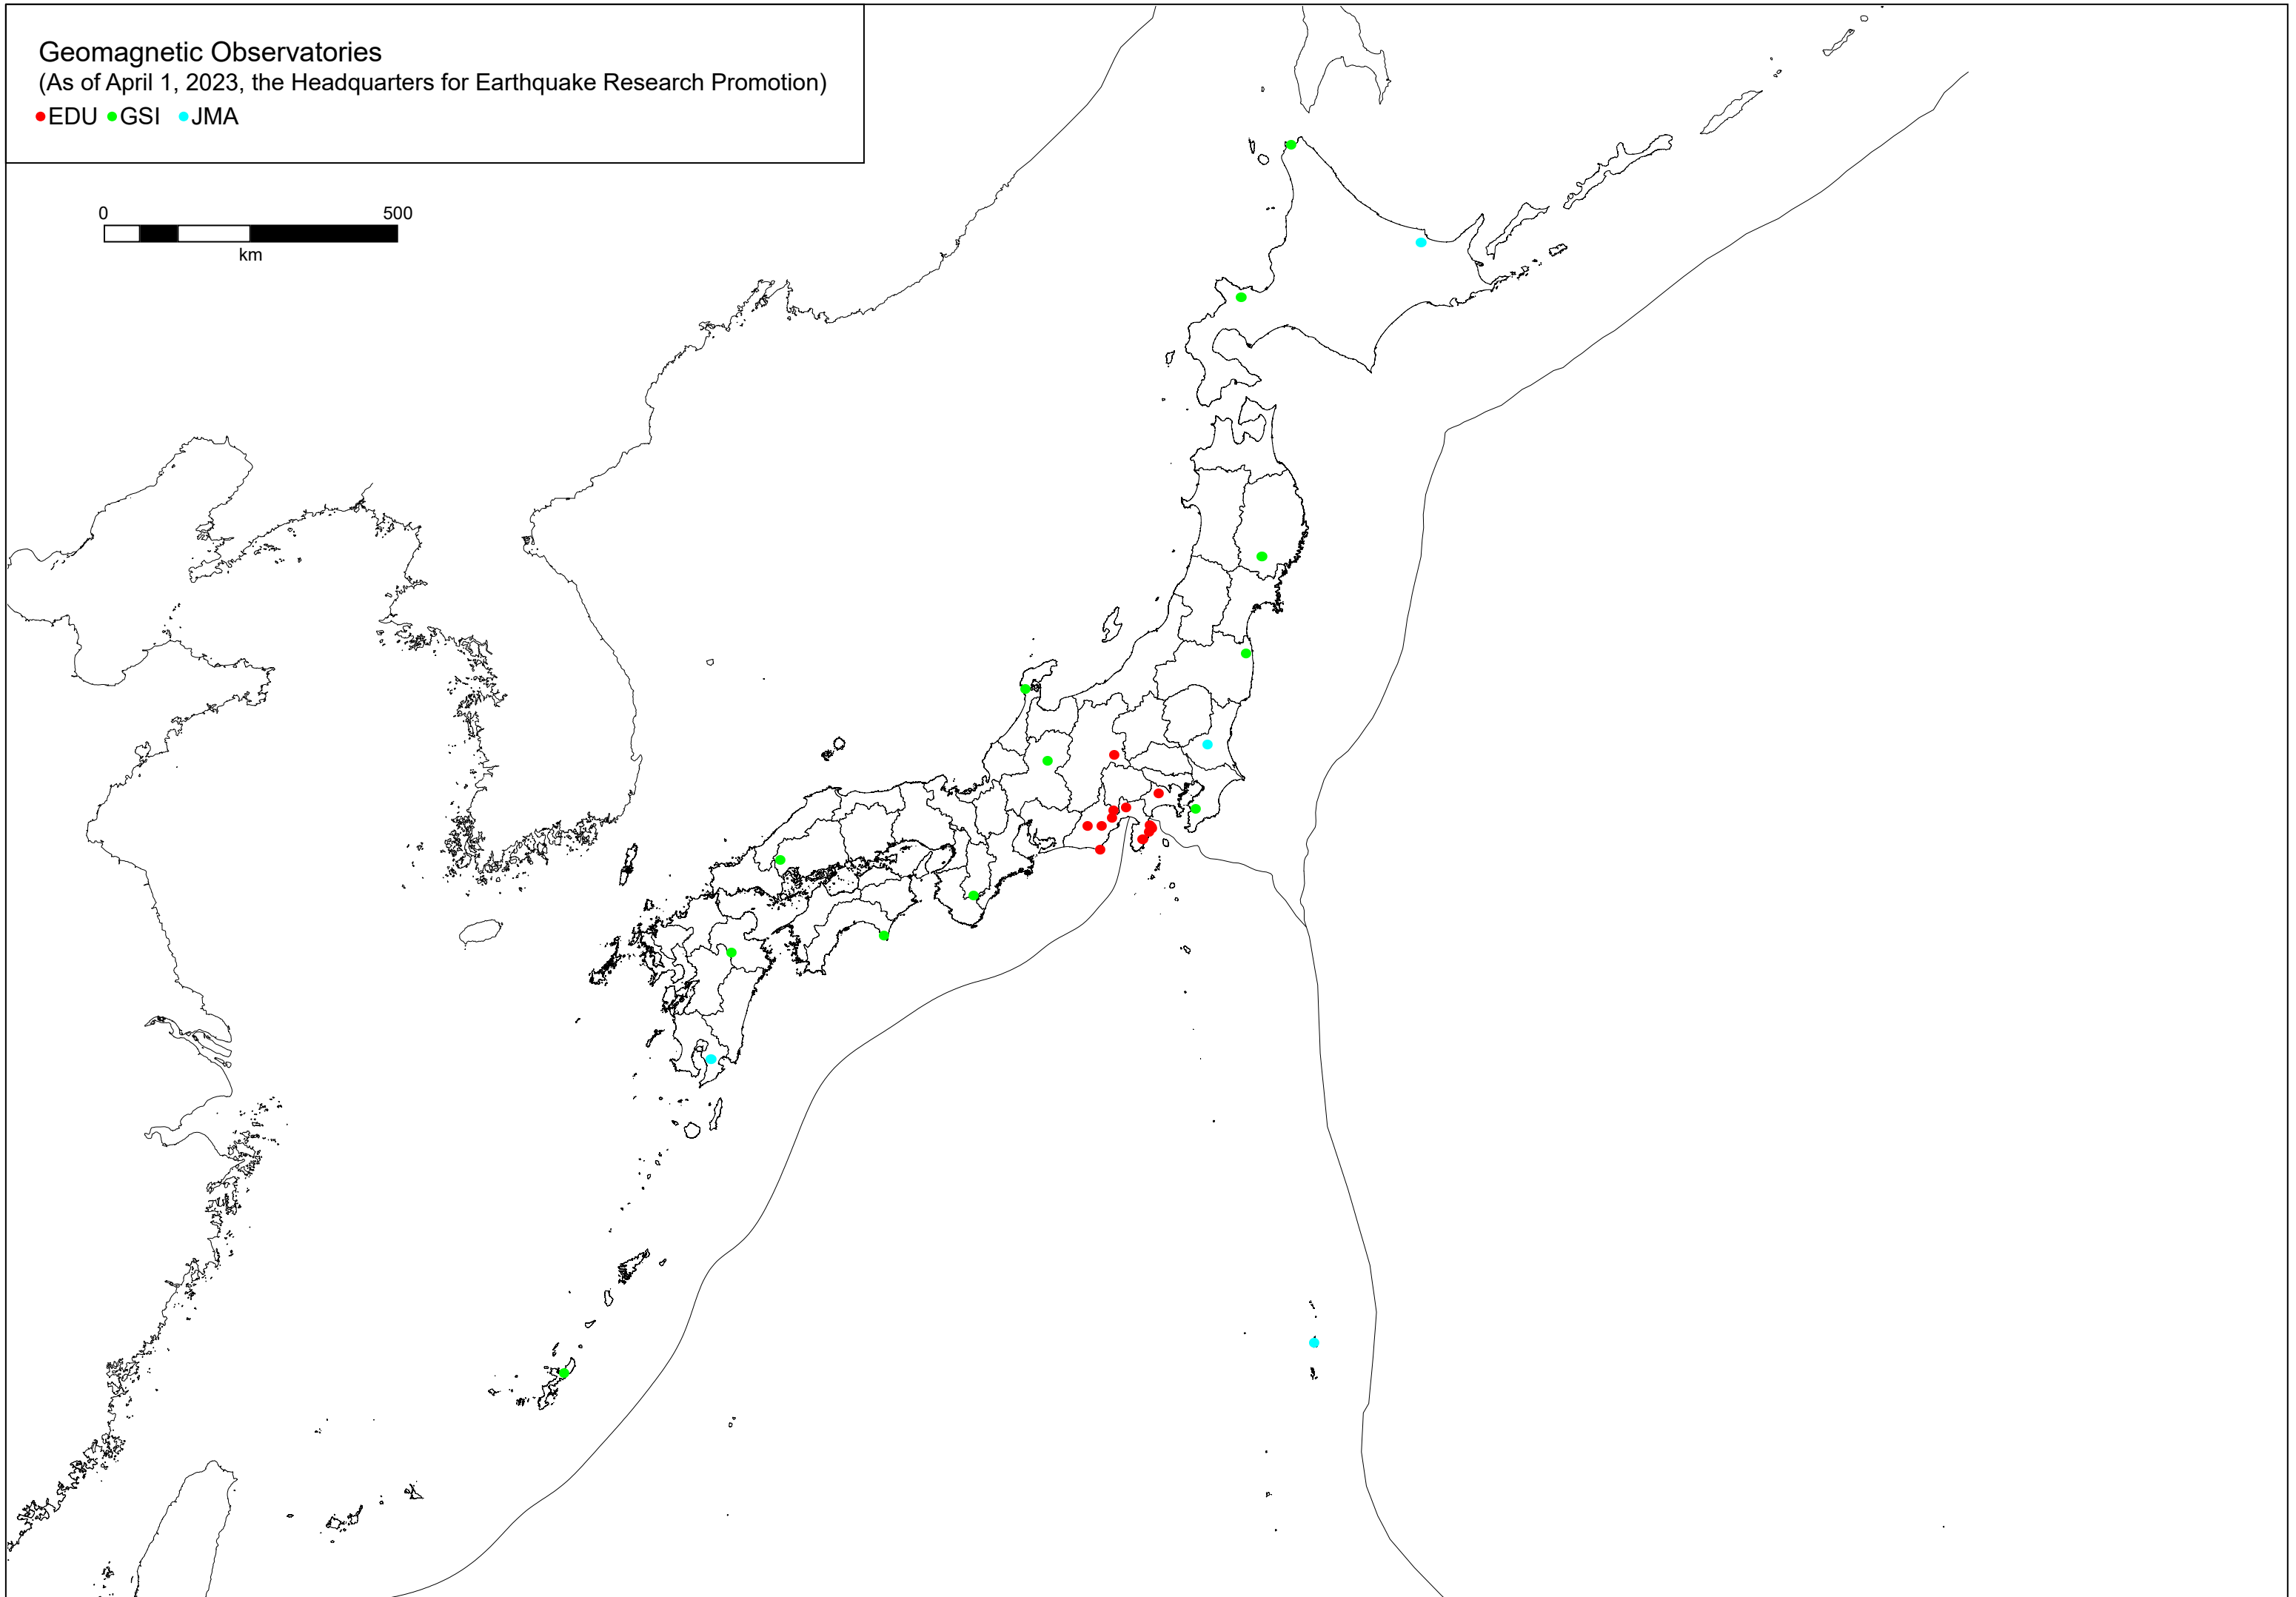 Geomagnetic Observatories
(As of April 1, 2023, the Headquarters for Earthquake Research Promotion)
EDU GSI JMA
0 500
km